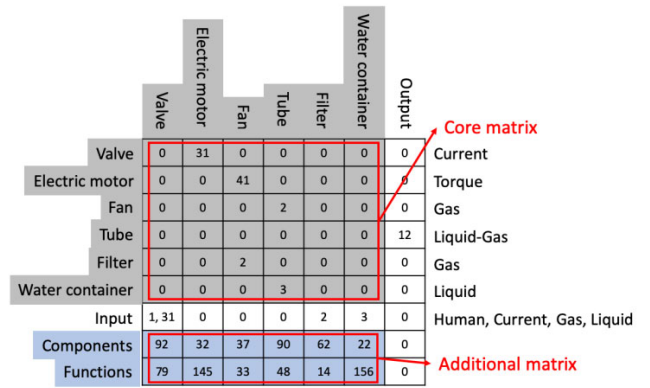 Valve Electric motor Fan Tube Filter Water container Output
Core matrix
Valve 0 31 0 0 0 0 0 Current
Electric motor 0 0 41 0 0 0 0 Torque
Fan 0 0 0 2 0 0 0 Gas
Tube 0 0 0 0 0 0 12 Liquid-Gas
Filter 0 0 2 0 0 0 0 Gas
Water container 0 0 0 3 0 0 0 Liquid
Input 1, 31 0 0 0 2 3 0 Human, Current, Gas, Liquid
Components 92 32 37 90 62 22 0
Additional matrix
Functions 79 145 33 48 14 156 0